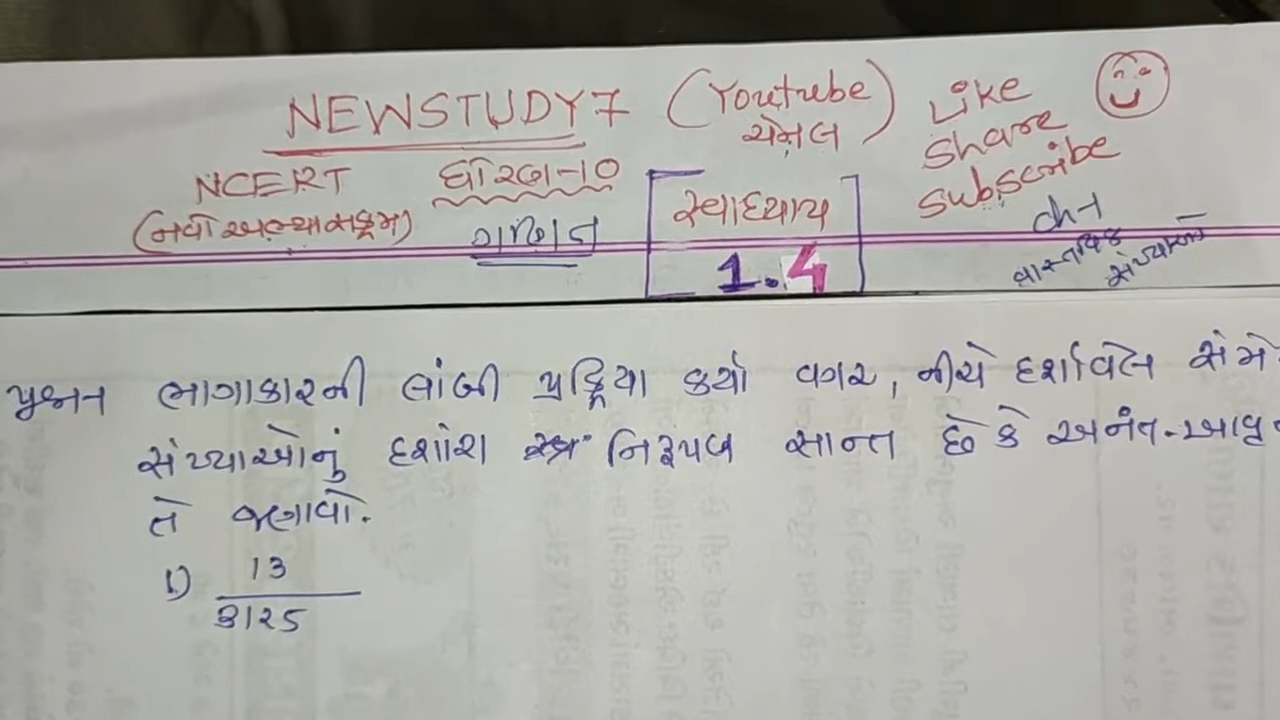 NEWSTUDY7 (Youtube ચેનલ)
Like
Share
Subscribe
NCERT ધોરણ-૧૦
(નવો અભ્યાસક્રમ) ગણિત
સ્વાધ્યાય
1.4
ch-1
વાસ્તવિક
સંખ્યાઓ
પ્રશ્ન ભાગાકારની લાંબી પ્રક્રિયા કર્યા વગર, નીચે દર્શાવેલ સંમે
સંખ્યાઓનું દશાંશ નિરૂપણ સાન્ત છે કે અનંત-આવૃ
તે જણાવો.
1) 13
3125